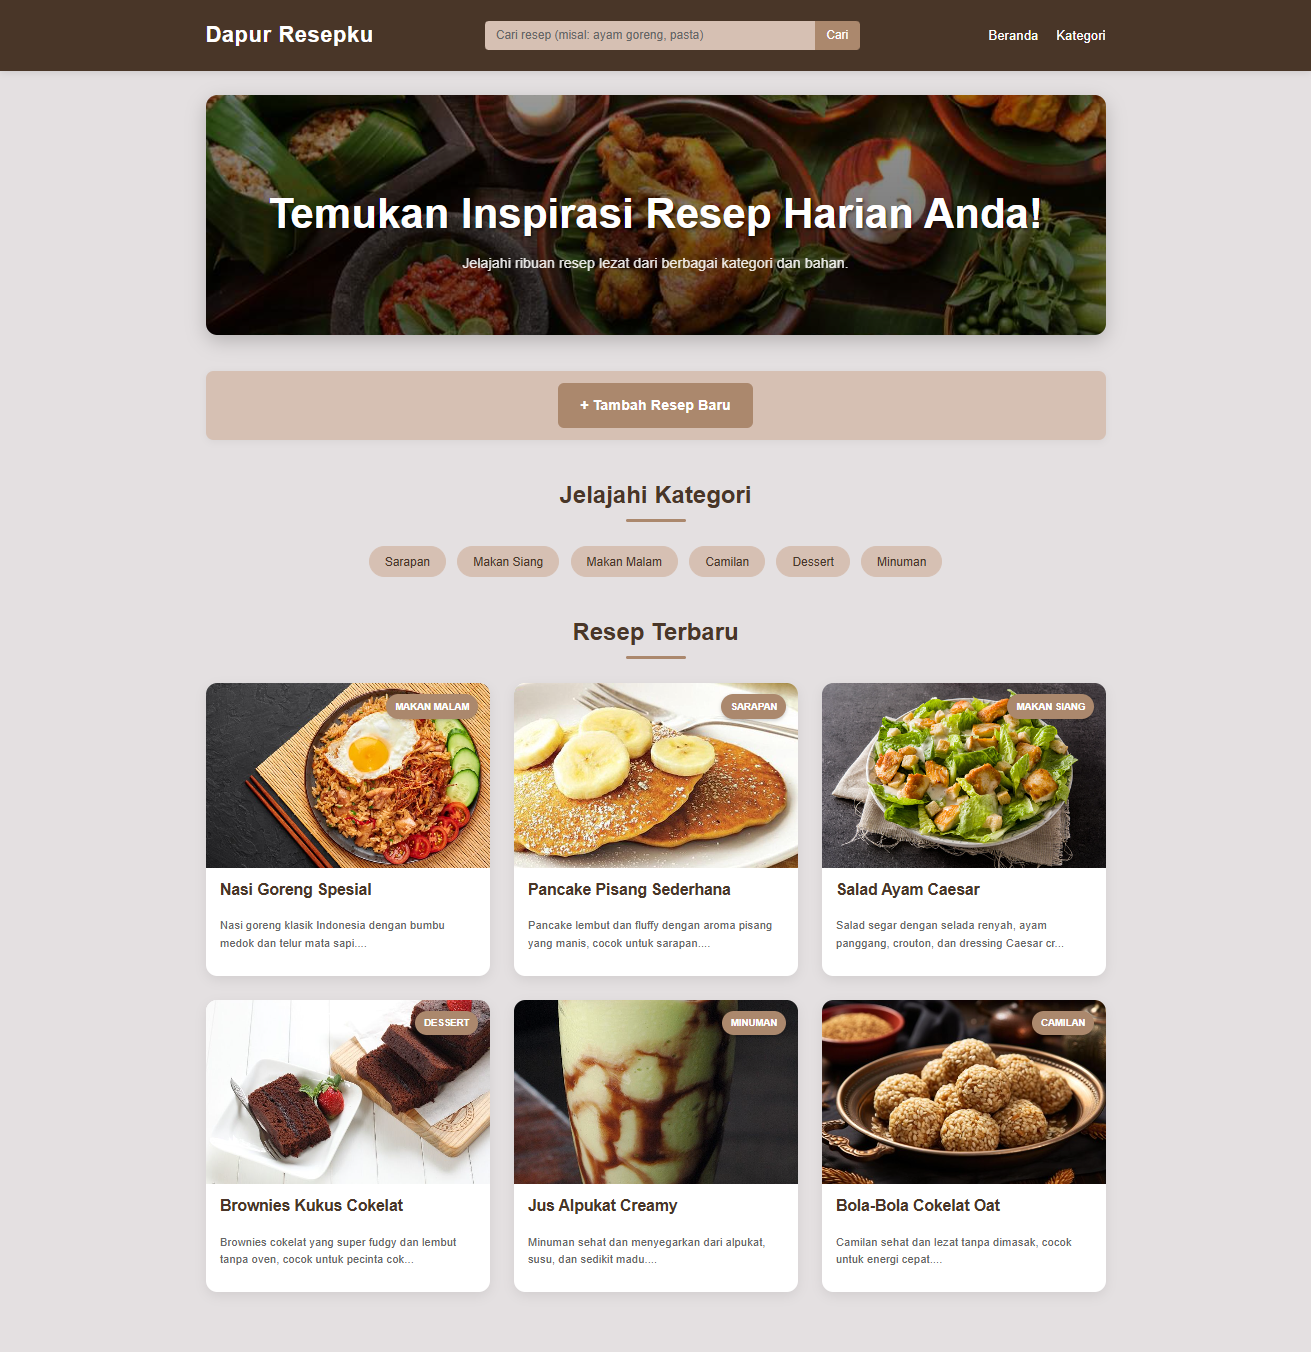 Dapur Resepku
Cari resep (misal: ayam goreng, pasta)
Cari
Beranda
Kategori
Temukan Inspirasi Resep Harian Anda!
Jelajahi ribuan resep lezat dari berbagai kategori dan bahan.
+ Tambah Resep Baru
Jelajahi Kategori
Sarapan
Makan Siang
Makan Malam
Camilan
Dessert
Minuman
Resep Terbaru
MAKAN MALAM
Nasi Goreng Spesial
Nasi goreng klasik Indonesia dengan bumbu
medok dan telur mata sapi....
SARAPAN
Pancake Pisang Sederhana
Pancake lembut dan fluffy dengan aroma pisang
yang manis, cocok untuk sarapan....
MAKAN SIANG
Salad Ayam Caesar
Salad segar dengan selada renyah, ayam
panggang, crouton, dan dressing Caesar cr...
DESSERT
Brownies Kukus Cokelat
Brownies cokelat yang super fudgy dan lembut
tanpa oven, cocok untuk pecinta cok...
MINUMAN
Jus Alpukat Creamy
Minuman sehat dan menyegarkan dari alpukat,
susu, dan sedikit madu....
CAMILAN
Bola-Bola Cokelat Oat
Camilan sehat dan lezat tanpa dimasak, cocok
untuk energi cepat....